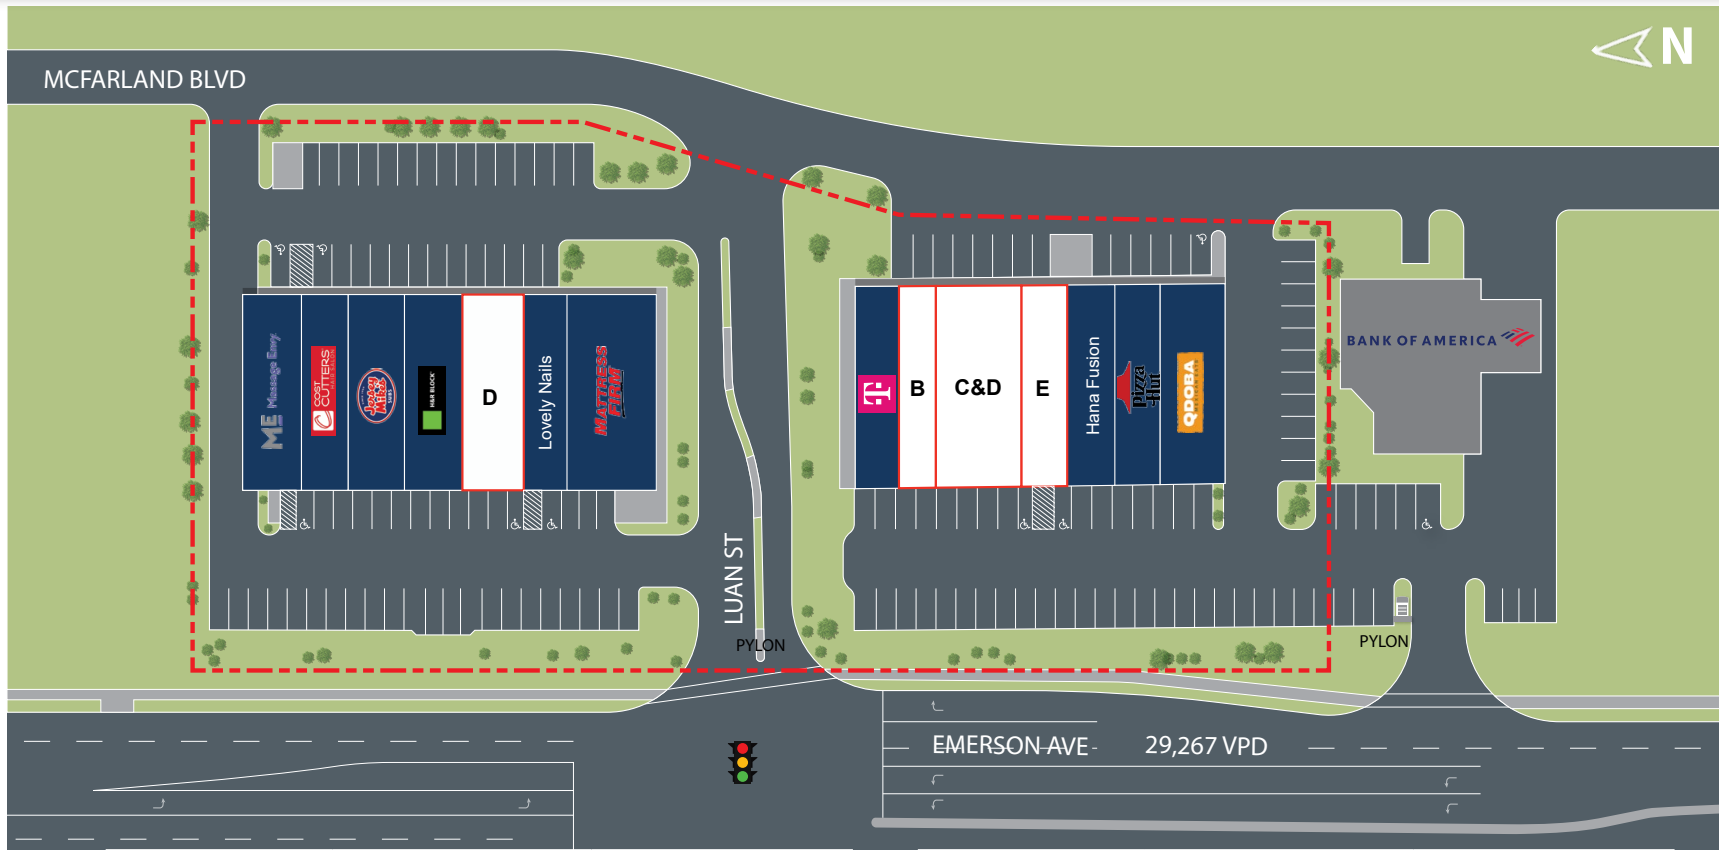 MCFARLAND BLVD
N
ME Massage Envy
COST
CUTTERS
Jersey
Mike's
H&R BLOCK
D
Lovely Nails
MATTRESS
FIRM
T
B
C&D
E
Hana Fusion
Pizza
Hut
QDOBA
BANK OF AMERICA
LUAN ST
PYLON
PYLON
EMERSON AVE
29,267 VPD